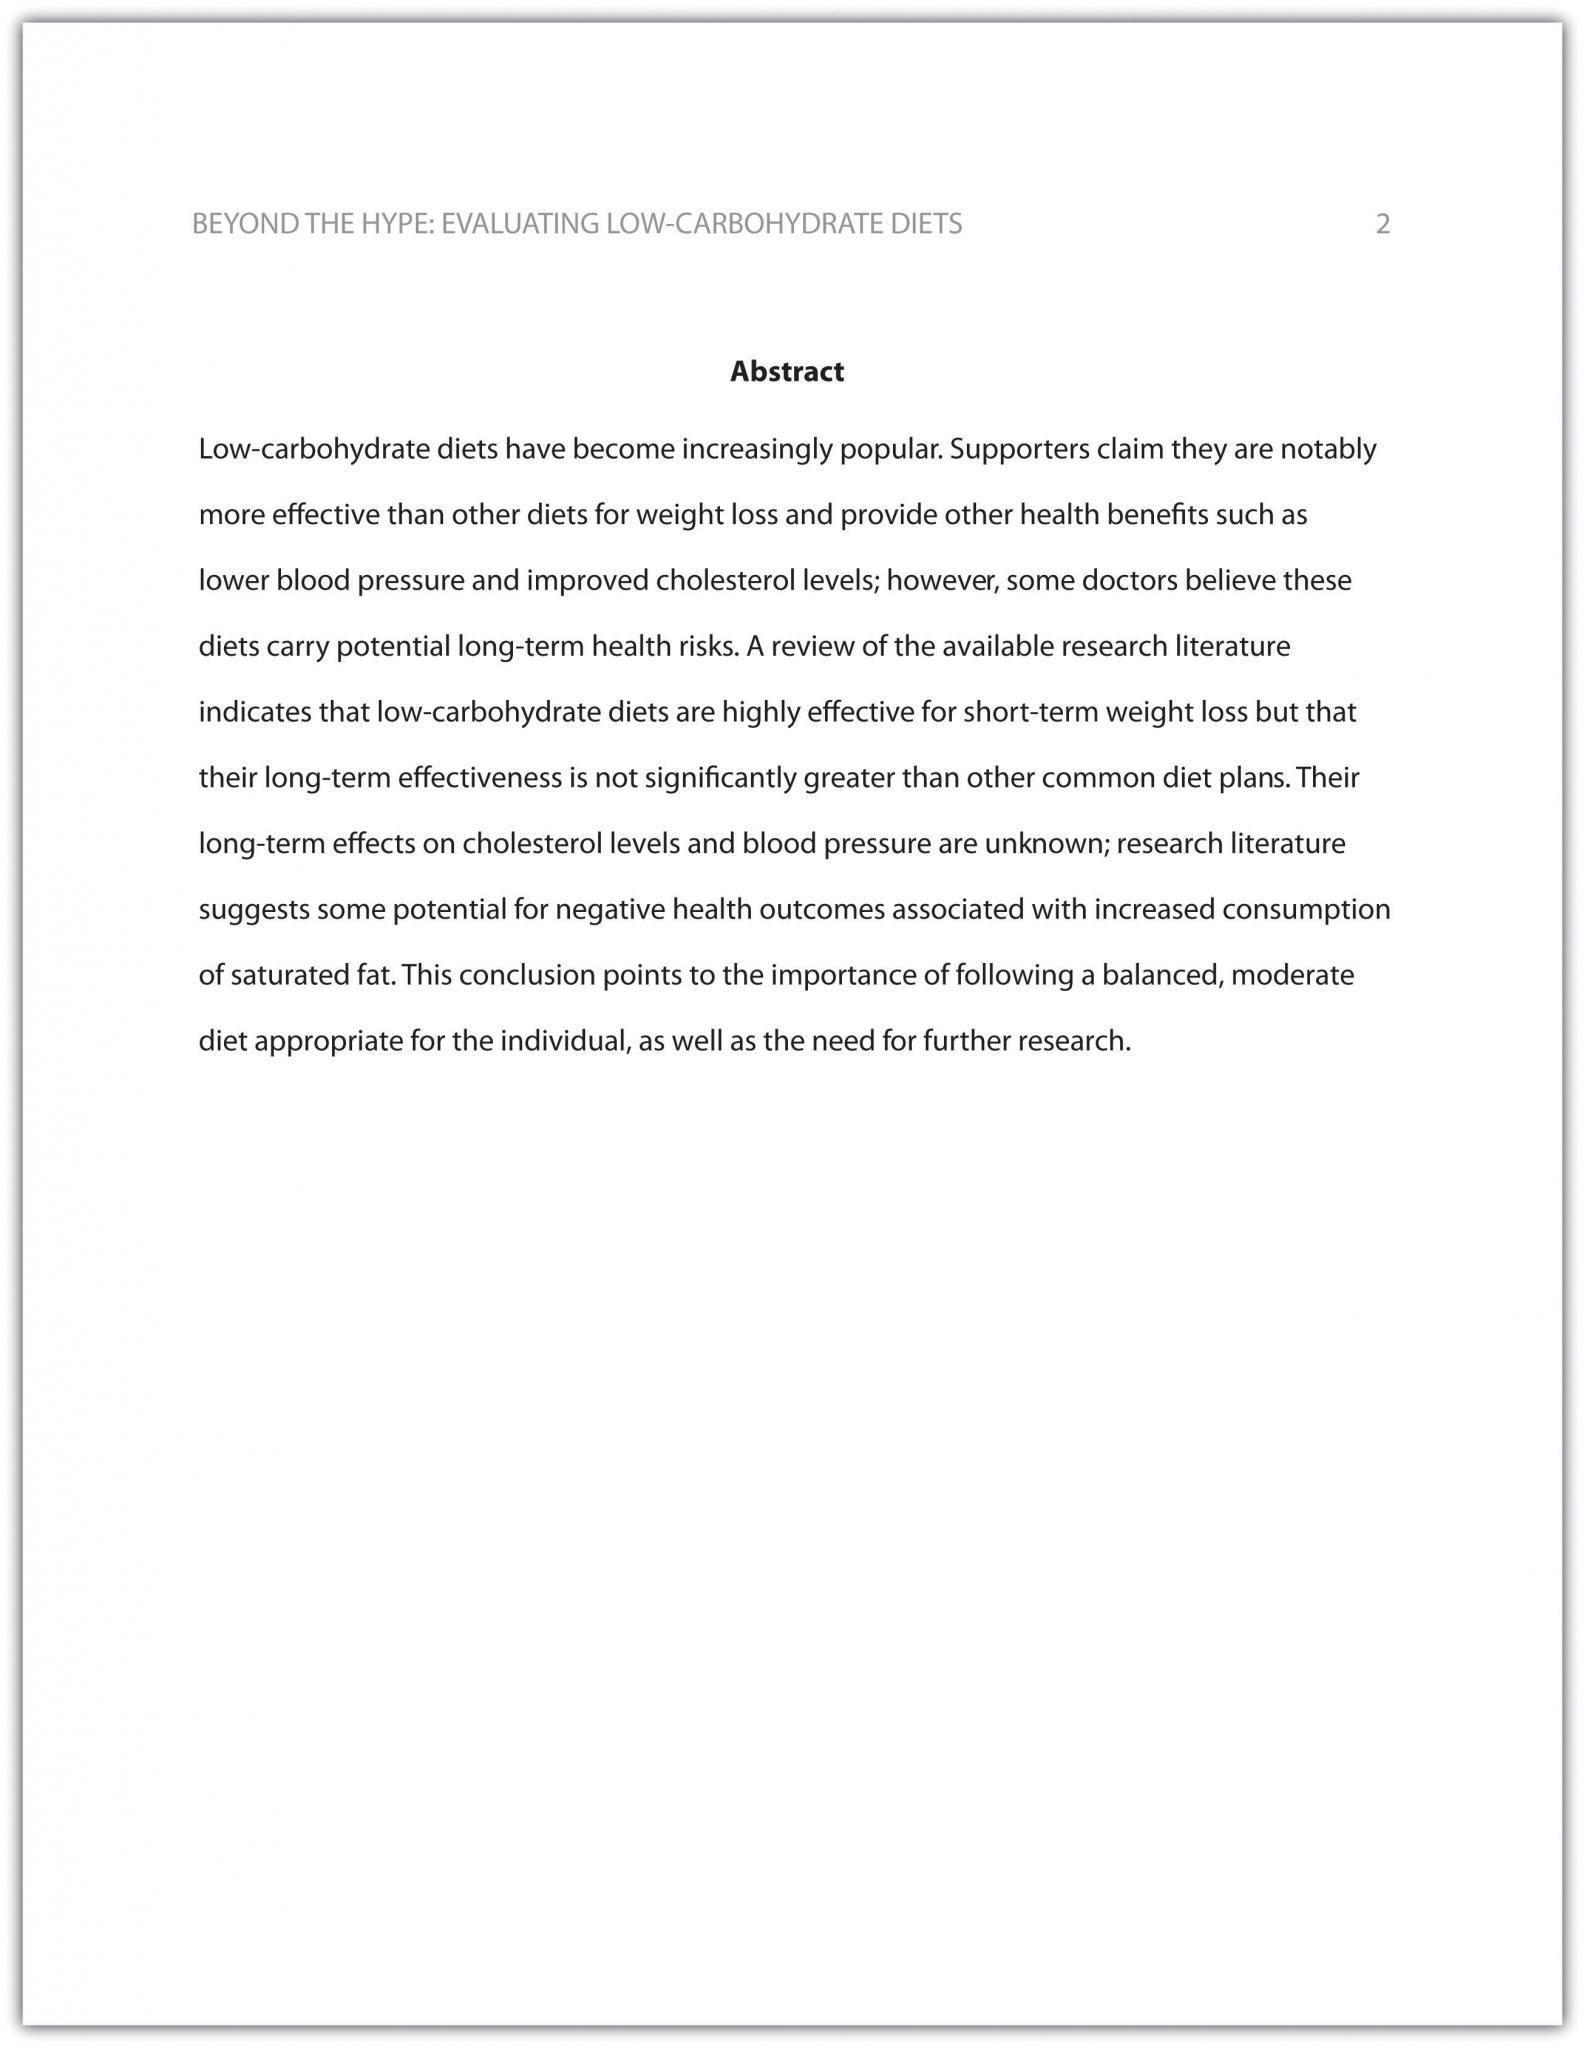 BEYOND THE HYPE: EVALUATING LOW-CARBOHYDRATE DIETS 2
Abstract
Low-carbohydrate diets have become increasingly popular. Supporters claim they are notably
more effective than other diets for weight loss and provide other health benefits such as
lower blood pressure and improved cholesterol levels; however, some doctors believe these
diets carry potential long-term health risks. A review of the available research literature
indicates that low-carbohydrate diets are highly effective for short-term weight loss but that
their long-term effectiveness is not significantly greater than other common diet plans. Their
long-term effects on cholesterol levels and blood pressure are unknown; research literature
suggests some potential for negative health outcomes associated with increased consumption
of saturated fat. This conclusion points to the importance of following a balanced, moderate
diet appropriate for the individual, as well as the need for further research.